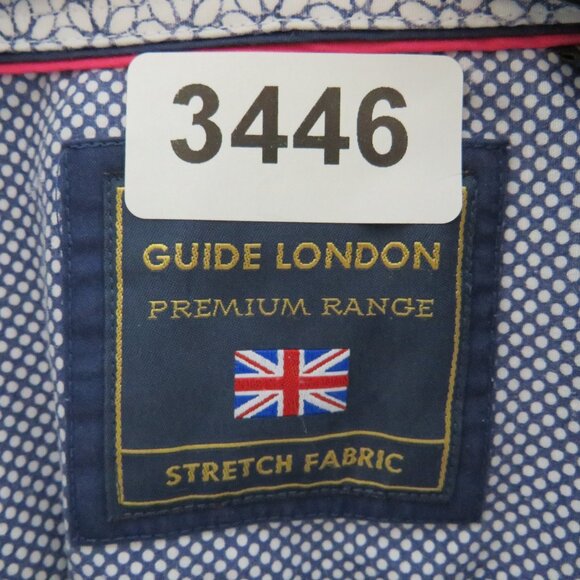 3446
GUIDE LONDON
PREMIUM RANGE
STRETCH FABRIC